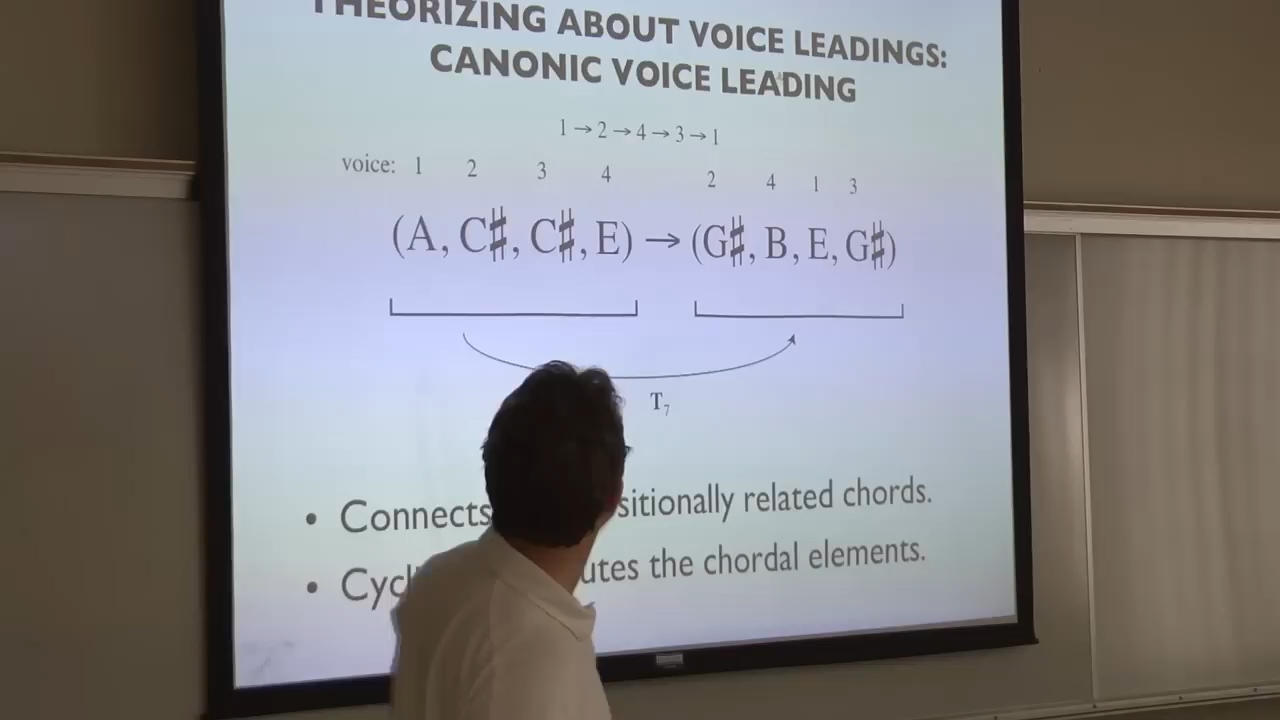 THEORIZING ABOUT VOICE LEADINGS:
CANONIC VOICE LEADING
1→2→4→3→1
voice: 1 2 3 4 2 4 1 3
(A, C♯, C♯, E) → (G♯, B, E, G♯)
T₇
• Connects sitionally related chords.
• Cycl utes the chordal elements.